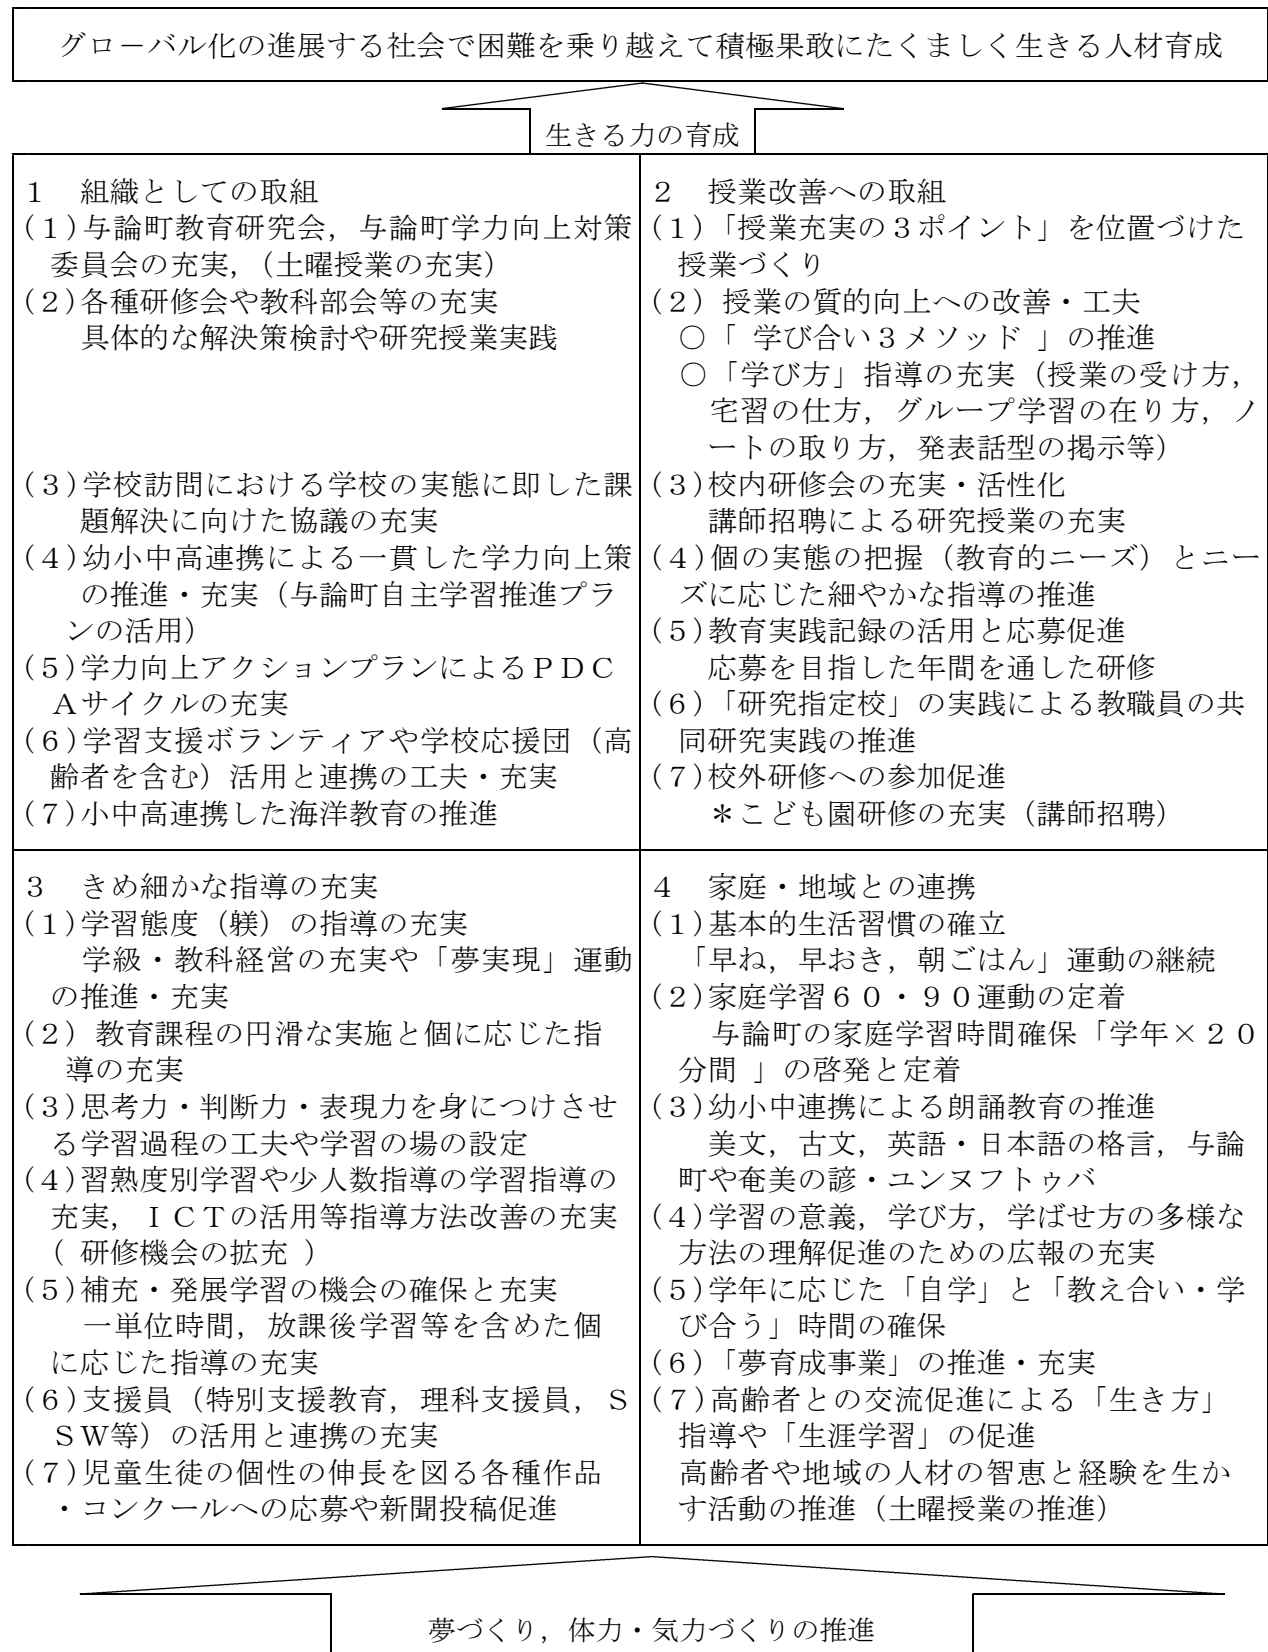 グローバル化の進展する社会で困難を乗り越えて積極果敢にたくましく生きる人材育成
生きる力の育成
１　組織としての取組
(１)与論町教育研究会，与論町学力向上対策
委員会の充実，（土曜授業の充実）
(２)各種研修会や教科部会等の充実
具体的な解決策検討や研究授業実践
(３)学校訪問における学校の実態に即した課
題解決に向けた協議の充実
(４)幼小中高連携による一貫した学力向上策
の推進・充実（与論町自主学習推進プラ
ンの活用）
(５)学力向上アクションプランによるＰＤＣ
Ａサイクルの充実
(６)学習支援ボランティアや学校応援団（高
齢者を含む）活用と連携の工夫・充実
(７)小中高連携した海洋教育の推進
２　授業改善への取組
(１)「授業充実の３ポイント」を位置づけた
授業づくり
(２) 授業の質的向上への改善・工夫
○「 学び合い３メソッド 」の推進
○「学び方」指導の充実（授業の受け方，
宅習の仕方，グループ学習の在り方，ノ
ートの取り方，発表話型の掲示等）
(３)校内研修会の充実・活性化
講師招聘による研究授業の充実
(４)個の実態の把握（教育的ニーズ）とニー
ズに応じた細やかな指導の推進
(５)教育実践記録の活用と応募促進
応募を目指した年間を通した研修
(６)「研究指定校」の実践による教職員の共
同研究実践の推進
(７)校外研修への参加促進
＊こども園研修の充実（講師招聘）
３　きめ細かな指導の充実
(１)学習態度（躾）の指導の充実
学級・教科経営の充実や「夢実現」運動
の推進・充実
(２) 教育課程の円滑な実施と個に応じた指
導の充実
(３)思考力・判断力・表現力を身につけさせ
る学習過程の工夫や学習の場の設定
(４)習熟度別学習や少人数指導の学習指導の
充実，ＩＣＴの活用等指導方法改善の充実
（ 研修機会の拡充 ）
(５)補充・発展学習の機会の確保と充実
一単位時間，放課後学習等を含めた個
に応じた指導の充実
(６)支援員（特別支援教育，理科支援員，Ｓ
ＳＷ等）の活用と連携の充実
(７)児童生徒の個性の伸長を図る各種作品
・コンクールへの応募や新聞投稿促進
４　家庭・地域との連携
(１)基本的生活習慣の確立
「早ね，早おき，朝ごはん」運動の継続
(２)家庭学習６０・９０運動の定着
与論町の家庭学習時間確保「学年×２０
分間 」の啓発と定着
(３)幼小中連携による朗誦教育の推進
美文，古文，英語・日本語の格言，与論
町や奄美の諺・ユンヌフトゥバ
(４)学習の意義，学び方，学ばせ方の多様な
方法の理解促進のための広報の充実
(５)学年に応じた「自学」と「教え合い・学
び合う」時間の確保
(６)「夢育成事業」の推進・充実
(７)高齢者との交流促進による「生き方」
指導や「生涯学習」の促進
高齢者や地域の人材の智恵と経験を生か
す活動の推進（土曜授業の推進）
夢づくり，体力・気力づくりの推進